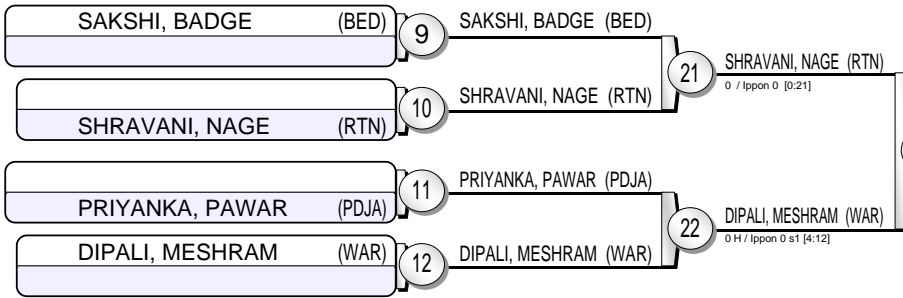 SAKSHI, BADGE (BED)
9
SAKSHI, BADGE (BED)
21
SHRAVANI, NAGE (RTN)
0 / Ippon 0 [0:21]
SHRAVANI, NAGE (RTN)
10
SHRAVANI, NAGE (RTN)
PRIYANKA, PAWAR (PDJA)
11
PRIYANKA, PAWAR (PDJA)
22
DIPALI, MESHRAM (WAR)
0 H / Ippon 0 s1 [4:12]
DIPALI, MESHRAM (WAR)
12
DIPALI, MESHRAM (WAR)